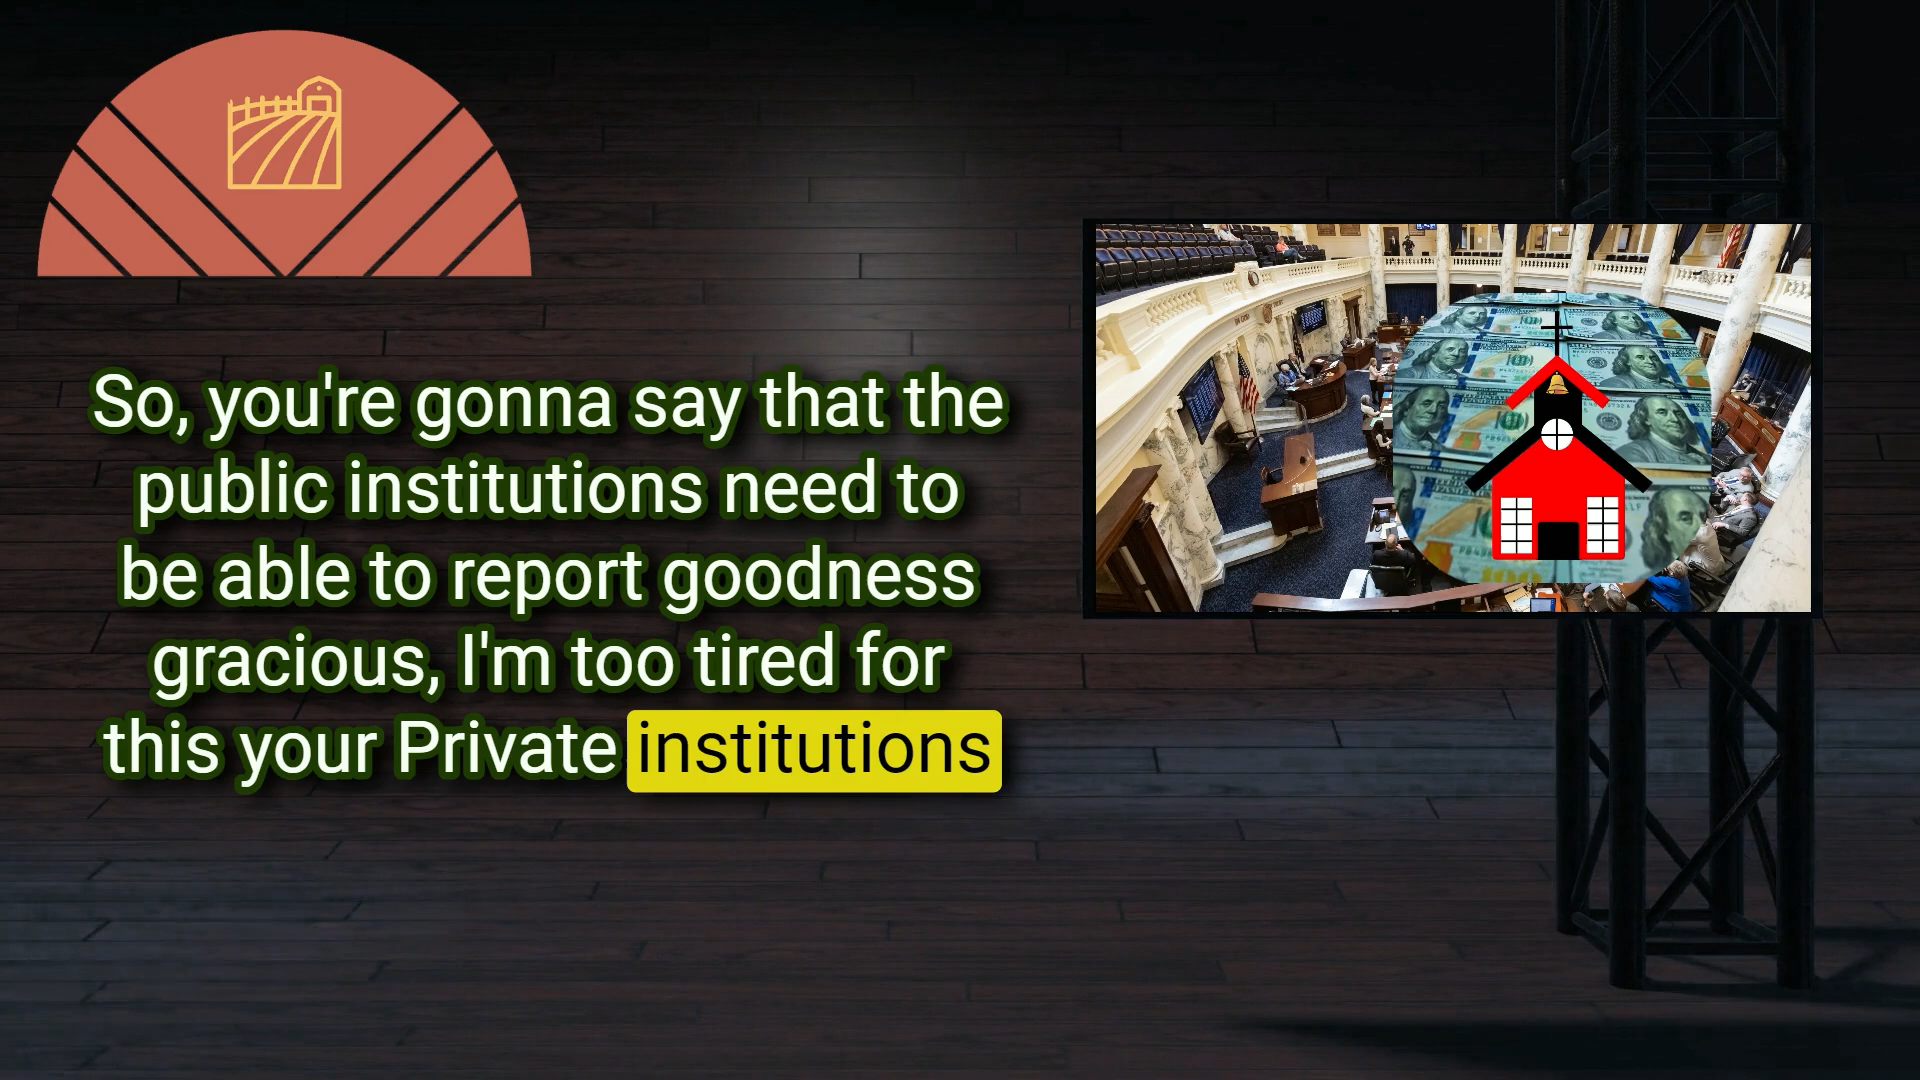 So, you're gonna say that the
public institutions need to
be able to report goodness
gracious, I'm too tired for
this your Private institutions